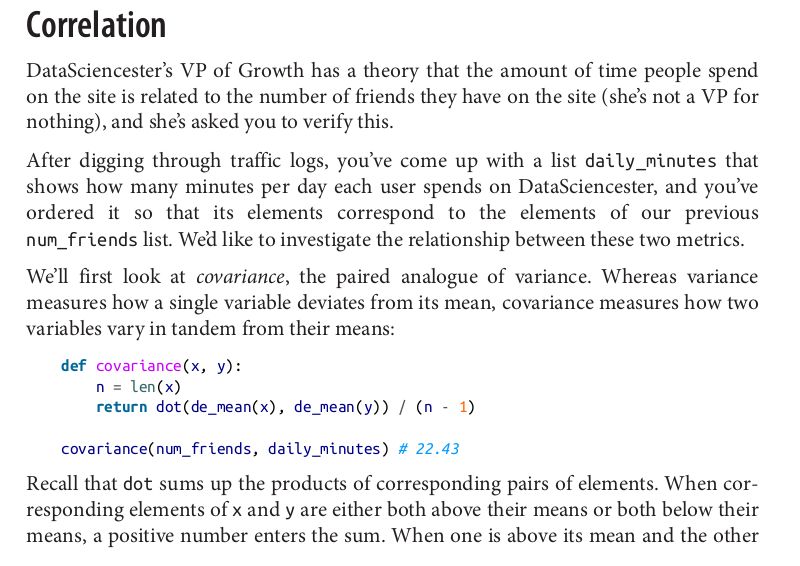 Correlation
DataSciencester’s VP of Growth has a theory that the amount of time people spend
on the site is related to the number of friends they have on the site (she’s not a VP for
nothing), and she’s asked you to verify this.
After digging through traffic logs, you’ve come up with a list daily_minutes that
shows how many minutes per day each user spends on DataSciencester, and you’ve
ordered it so that its elements correspond to the elements of our previous
num_friends list. We’d like to investigate the relationship between these two metrics.
We’ll first look at covariance, the paired analogue of variance. Whereas variance
measures how a single variable deviates from its mean, covariance measures how two
variables vary in tandem from their means:
def covariance(x, y):
    n = len(x)
    return dot(de_mean(x), de_mean(y)) / (n - 1)
covariance(num_friends, daily_minutes) # 22.43
Recall that dot sums up the products of corresponding pairs of elements. When cor-
responding elements of x and y are either both above their means or both below their
means, a positive number enters the sum. When one is above its mean and the other